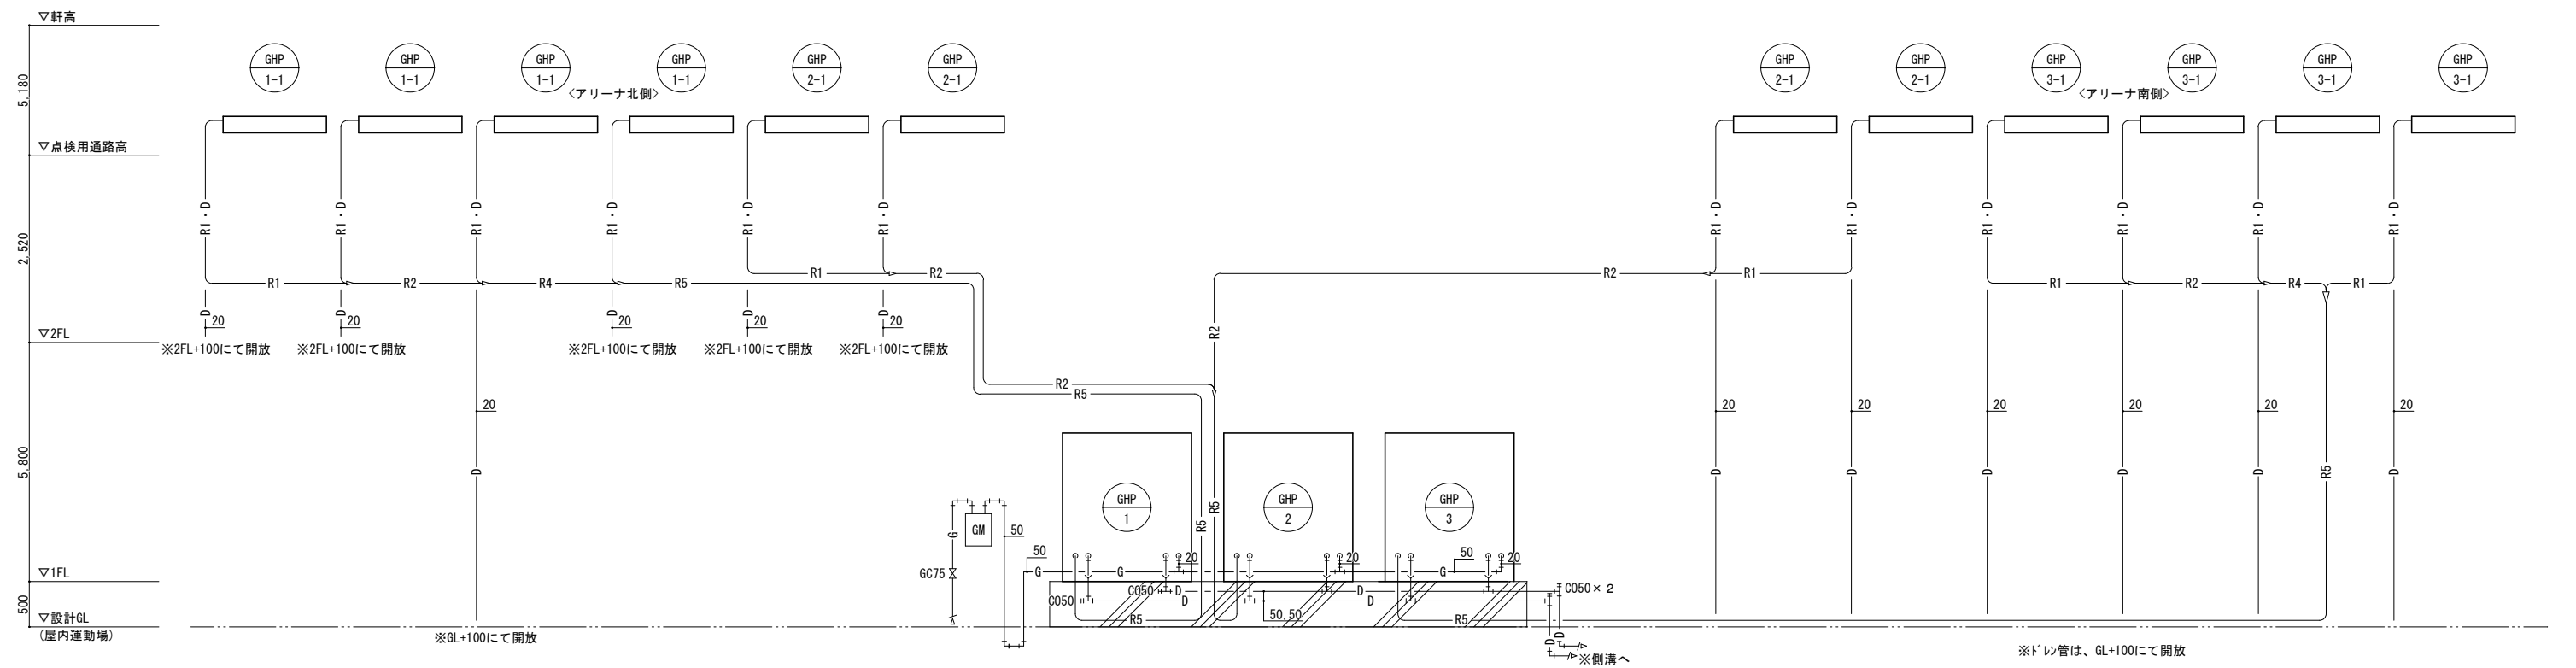 ▽軒高
GHP 1-1
GHP 1-1
GHP 1-1
GHP 1-1
GHP 2-1
GHP 2-1
GHP 2-1
GHP 2-1
GHP 3-1
GHP 3-1
GHP 3-1
GHP 3-1
5,180
<アリーナ北側>
<アリーナ南側>
▽点検用通路高
R1・D
R1・D
R1・D
R1・D
R1・D
R1・D
R1・D
R1・D
R1・D
R1・D
R1・D
R1・D
2,520
R1
R2
R2
R1
R1
R2
R4
R5
R1
R2
R4
R1
D
D
D
D
D
20
20
20
20
20
R2
▽2FL
※2FL+100にて開放
※2FL+100にて開放
※2FL+100にて開放
※2FL+100にて開放
※2FL+100にて開放
R2
R5
20
20
20
20
20
20
20
5,800
D
D
D
D
D
D
R5
D
GHP 1
GHP 2
GHP 3
R5
R5
G
GM
50
50
20
20
50
20
GC75
G
G
G
▽1FL
500
CO50
D
D
CO50×2
CO50
D
D
50.50
▽設計GL
(屋内運動場)
R5
R5
※GL+100にて開放
D
D
※側溝へ
※ドレン管は、GL+100にて開放